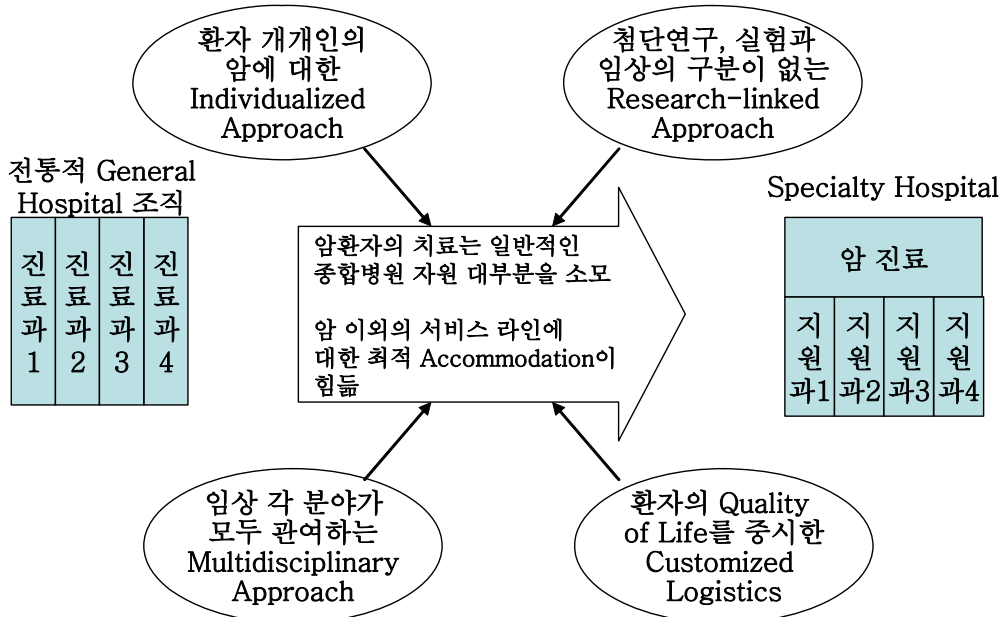 환자 개개인의
암에 대한
Individualized
Approach
첨단연구, 실험과
임상의 구분이 없는
Research-linked
Approach
전통적 General
Hospital 조직
진료과1
진료과2
진료과3
진료과4
암환자의 치료는 일반적인
종합병원 자원 대부분을 소모
암 이외의 서비스 라인에
대한 최적 Accommodation이
힘듦
Specialty Hospital
암 진료
지원과1
지원과2
지원과3
지원과4
임상 각 분야가
모두 관여하는
Multidisciplinary
Approach
환자의 Quality
of Life를 중시한
Customized
Logistics